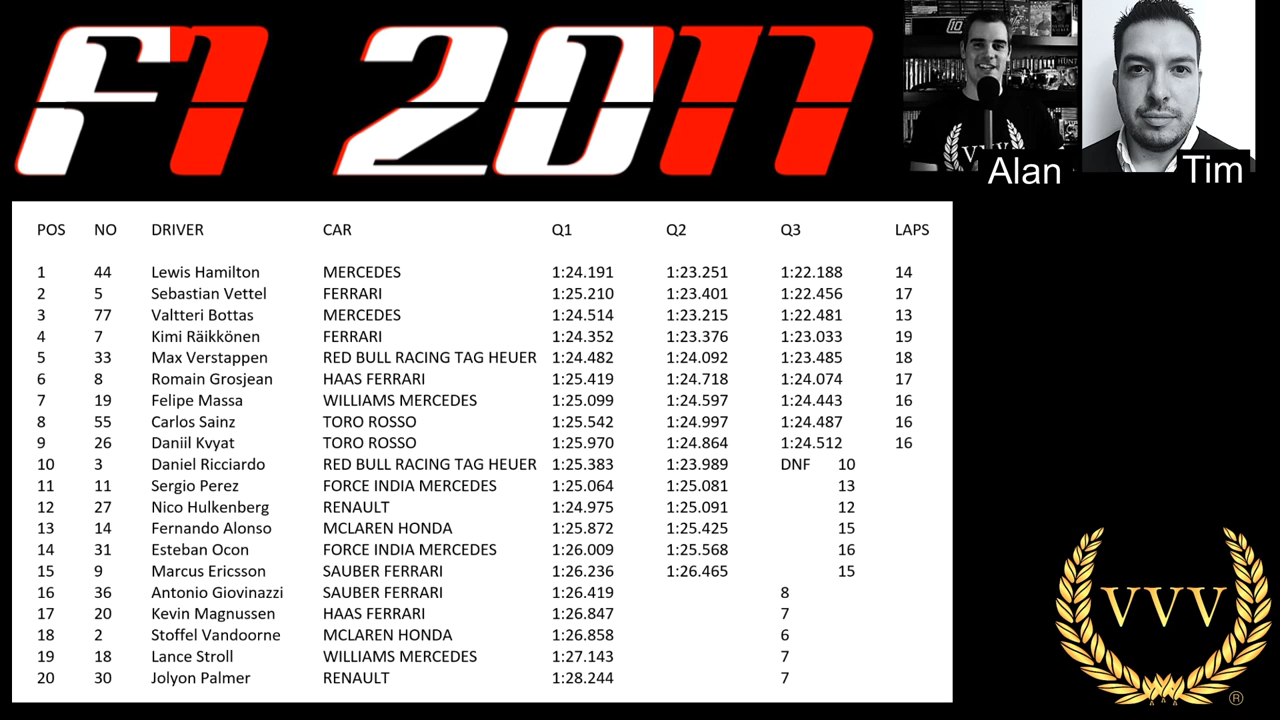 F1 2017
Alan
Tim
VVV
POS NO DRIVER CAR Q1 Q2 Q3 LAPS
1 44 Lewis Hamilton MERCEDES 1:24.191 1:23.251 1:22.188 14
2 5 Sebastian Vettel FERRARI 1:25.210 1:23.401 1:22.456 17
3 77 Valtteri Bottas MERCEDES 1:24.514 1:23.215 1:22.481 13
4 7 Kimi Räikkönen FERRARI 1:24.352 1:23.376 1:23.033 19
5 33 Max Verstappen RED BULL RACING TAG HEUER 1:24.482 1:24.092 1:23.485 18
6 8 Romain Grosjean HAAS FERRARI 1:25.419 1:24.718 1:24.074 17
7 19 Felipe Massa WILLIAMS MERCEDES 1:25.099 1:24.597 1:24.443 16
8 55 Carlos Sainz TORO ROSSO 1:25.542 1:24.997 1:24.487 16
9 26 Daniil Kvyat TORO ROSSO 1:25.970 1:24.864 1:24.512 16
10 3 Daniel Ricciardo RED BULL RACING TAG HEUER 1:25.383 1:23.989 DNF 10
11 11 Sergio Perez FORCE INDIA MERCEDES 1:25.064 1:25.081 13
12 27 Nico Hulkenberg RENAULT 1:24.975 1:25.091 12
13 14 Fernando Alonso MCLAREN HONDA 1:25.872 1:25.425 15
14 31 Esteban Ocon FORCE INDIA MERCEDES 1:26.009 1:25.568 16
15 9 Marcus Ericsson SAUBER FERRARI 1:26.236 1:26.465 15
16 36 Antonio Giovinazzi SAUBER FERRARI 1:26.419 8
17 20 Kevin Magnussen HAAS FERRARI 1:26.847 7
18 2 Stoffel Vandoorne MCLAREN HONDA 1:26.858 6
19 18 Lance Stroll WILLIAMS MERCEDES 1:27.143 7
20 30 Jolyon Palmer RENAULT 1:28.244 7
VVV
®